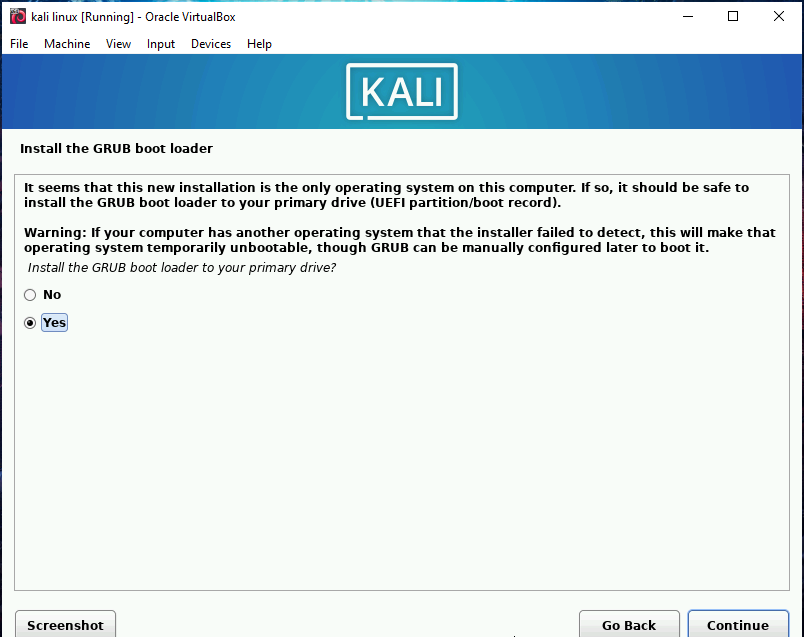 kali linux [Running] - Oracle VirtualBox
File Machine View Input Devices Help
KALI
Install the GRUB boot loader
It seems that this new installation is the only operating system on this computer. If so, it should be safe to
install the GRUB boot loader to your primary drive (UEFI partition/boot record).
Warning: If your computer has another operating system that the installer failed to detect, this will make that
operating system temporarily unbootable, though GRUB can be manually configured later to boot it.
Install the GRUB boot loader to your primary drive?
No
Yes
Screenshot Go Back Continue